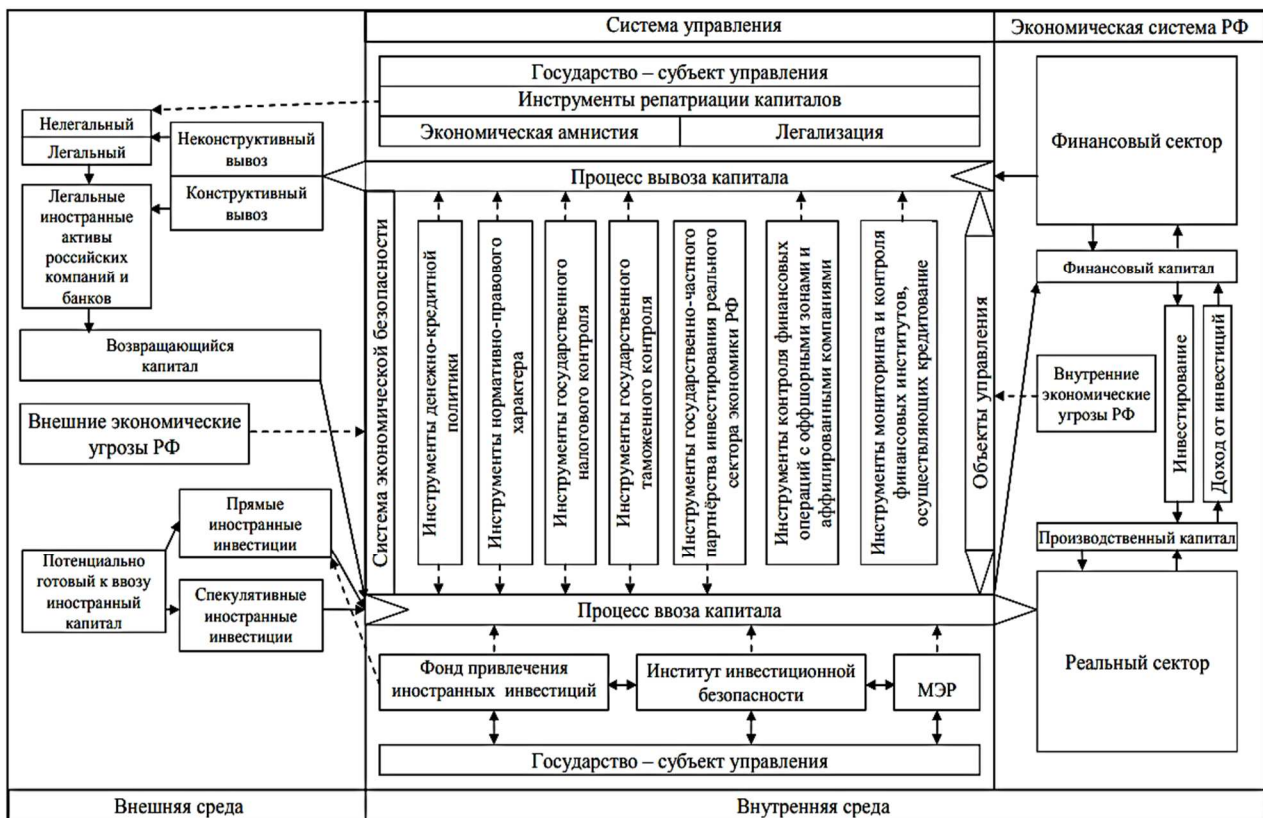 Система управления
Экономическая система РФ
Государство – субъект управления
Инструменты репатриации капиталов
Экономическая амнистия
Легализация
Нелегальный
Легальный
Неконструктивный
вывоз
Конструктивный
вывоз
Процесс вывоза капитала
Финансовый сектор
Легальные
иностранные
активы
российских
компаний и
банков
Возвращающийся
капитал
Внешние экономические
угрозы РФ
Прямые
иностранные
инвестиции
Потенциально
готовый к ввозу
иностранный
капитал
Спекулятивные
иностранные
инвестиции
Система экономической безопасности
Инструменты денежно-кредитной
политики
Инструменты нормативно-правового
характера
Инструменты государственного
налогового контроля
Инструменты государственного
таможенного контроля
Инструменты государственно-частного
партнёрства инвестирования реального
сектора экономики РФ
Инструменты контроля финансовых
операций с оффшорными зонами и
аффилированными компаниями
Инструменты мониторинга и контроля
финансовых институтов,
осуществляющих кредитование
Объекты управления
Финансовый капитал
Внутренние
экономические
угрозы РФ
Инвестирование
Доход от инвестиций
Производственный капитал
Реальный сектор
Процесс ввоза капитала
Фонд привлечения
иностранных инвестиций
Институт инвестиционной
безопасности
МЭР
Государство – субъект управления
Внешняя среда
Внутренняя среда